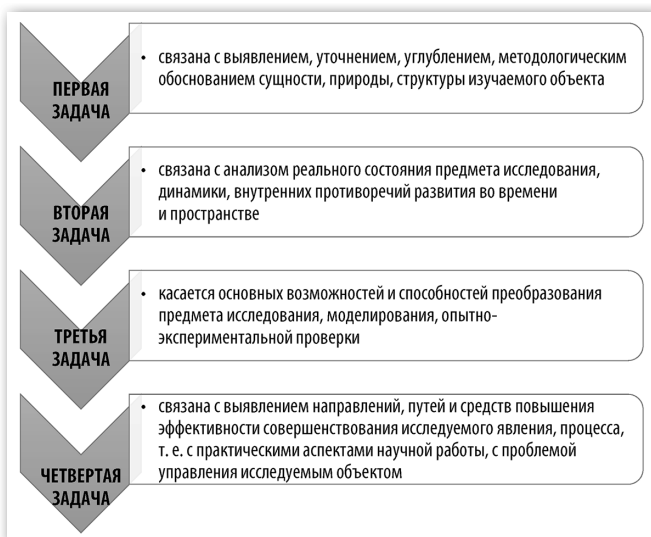 ПЕРВАЯ
ЗАДАЧА
• связана с выявлением, уточнением, углублением, методологическим
обоснованием сущности, природы, структуры изучаемого объекта
ВТОРАЯ
ЗАДАЧА
• связана с анализом реального состояния предмета исследования,
динамики, внутренних противоречий развития во времени
и пространстве
ТРЕТЬЯ
ЗАДАЧА
• касается основных возможностей и способностей преобразования
предмета исследования, моделирования, опытно-
экспериментальной проверки
ЧЕТВЕРТАЯ
ЗАДАЧА
• связана с выявлением направлений, путей и средств повышения
эффективности совершенствования исследуемого явления, процесса,
т. е. с практическими аспектами научной работы, с проблемой
управления исследуемым объектом